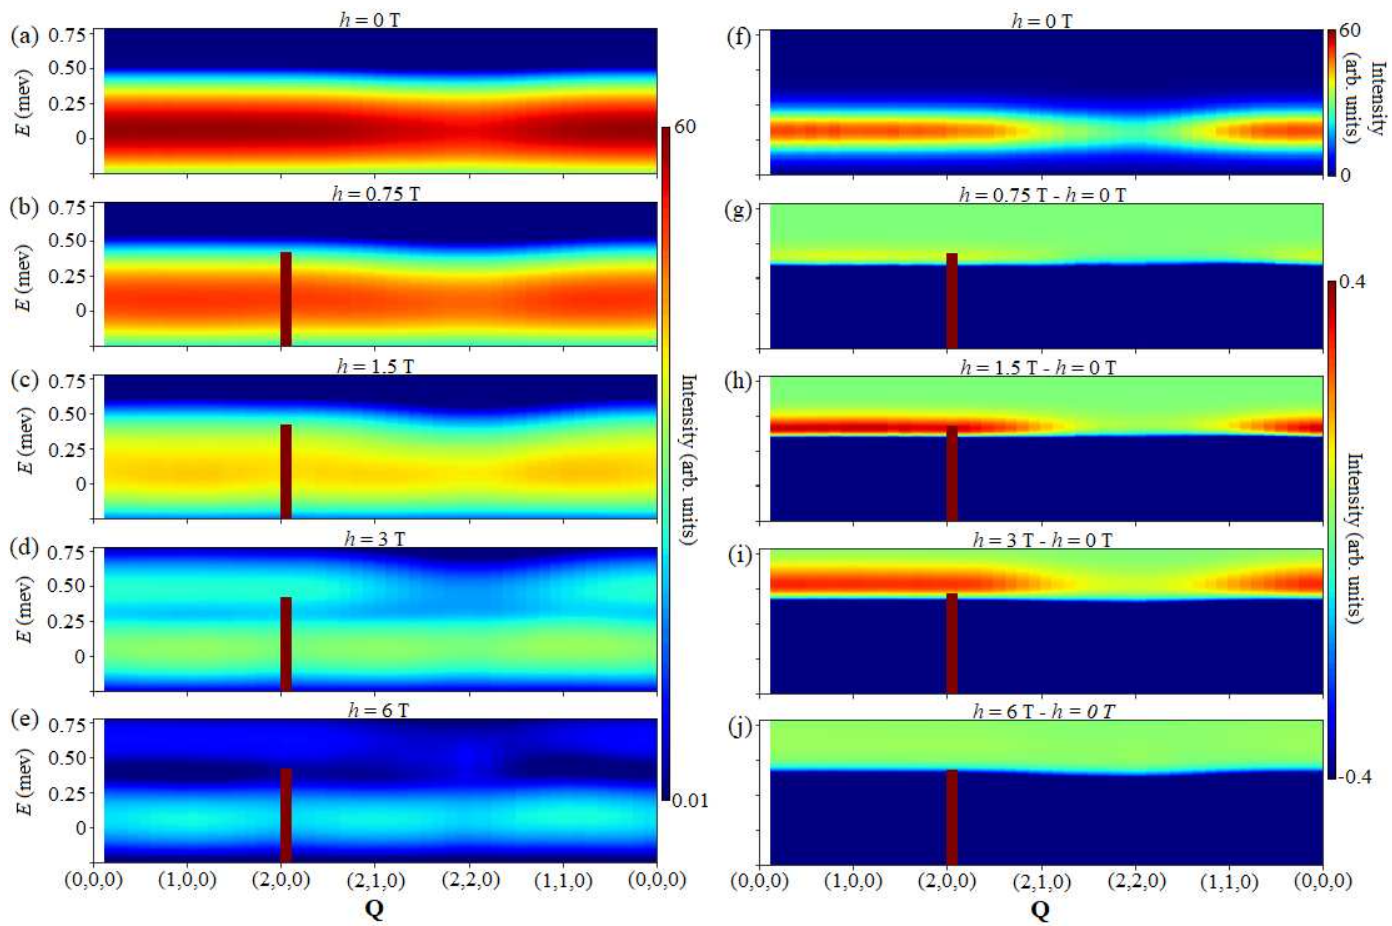 (a)
h = 0 T
E (mev)
0.75
0.50
0.25
0
(b)
h = 0.75 T
E (mev)
0.75
0.50
0.25
0
(c)
h = 1.5 T
E (mev)
0.75
0.50
0.25
0
(d)
h = 3 T
E (mev)
0.75
0.50
0.25
0
(e)
h = 6 T
E (mev)
0.75
0.50
0.25
0
(0,0,0) (1,0,0) (2,0,0) (2,1,0) (2,2,0) (1,1,0) (0,0,0)
Q
60
Intensity (arb. units)
0.01
(f)
h = 0 T
60
Intensity
(arb. units)
0
(g)
h = 0.75 T - h = 0 T
(h)
h = 1.5 T - h = 0 T
(i)
h = 3 T - h = 0 T
(j)
h = 6 T - h = 0 T
0.4
Intensity (arb. units)
-0.4
(0,0,0) (1,0,0) (2,0,0) (2,1,0) (2,2,0) (1,1,0) (0,0,0)
Q